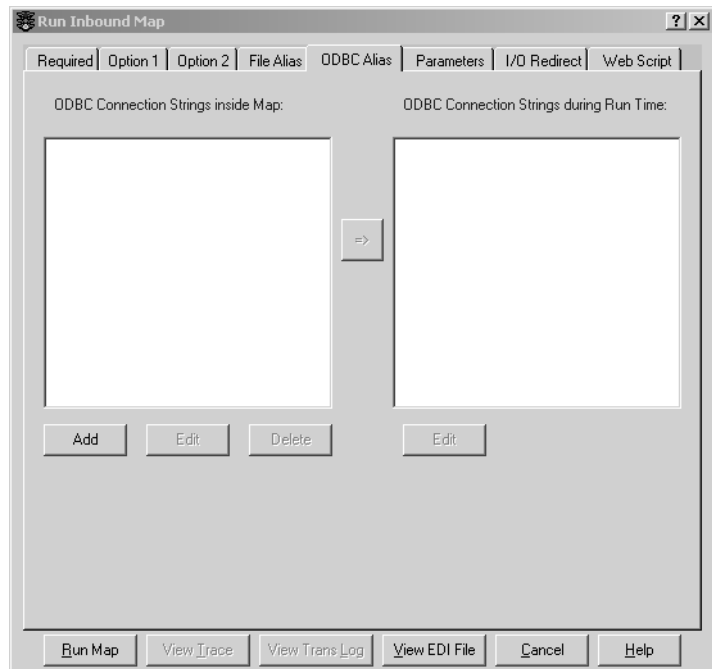 Run Inbound Map
Required Option 1 Option 2 File Alias ODBC Alias Parameters I/O Redirect Web Script
ODBC Connection Strings inside Map: ODBC Connection Strings during Run Time:
=>
Add Edit Delete Edit
Run Map View Trace View Trans Log View EDI File Cancel Help